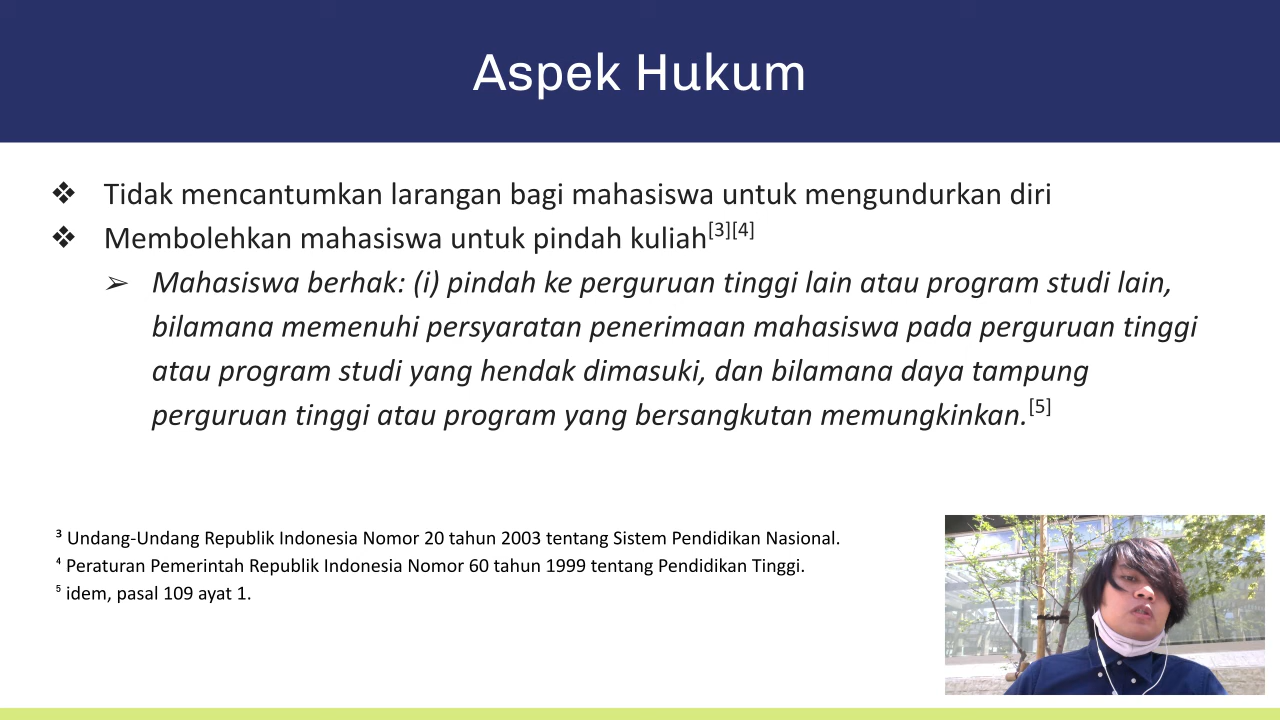 Aspek Hukum
❖ Tidak mencantumkan larangan bagi mahasiswa untuk mengundurkan diri
❖ Membolehkan mahasiswa untuk pindah kuliah[3][4]
➢ Mahasiswa berhak: (i) pindah ke perguruan tinggi lain atau program studi lain,
bilamana memenuhi persyaratan penerimaan mahasiswa pada perguruan tinggi
atau program studi yang hendak dimasuki, dan bilamana daya tampung
perguruan tinggi atau program yang bersangkutan memungkinkan.[5]
³ Undang-Undang Republik Indonesia Nomor 20 tahun 2003 tentang Sistem Pendidikan Nasional.
⁴ Peraturan Pemerintah Republik Indonesia Nomor 60 tahun 1999 tentang Pendidikan Tinggi.
⁵ idem, pasal 109 ayat 1.